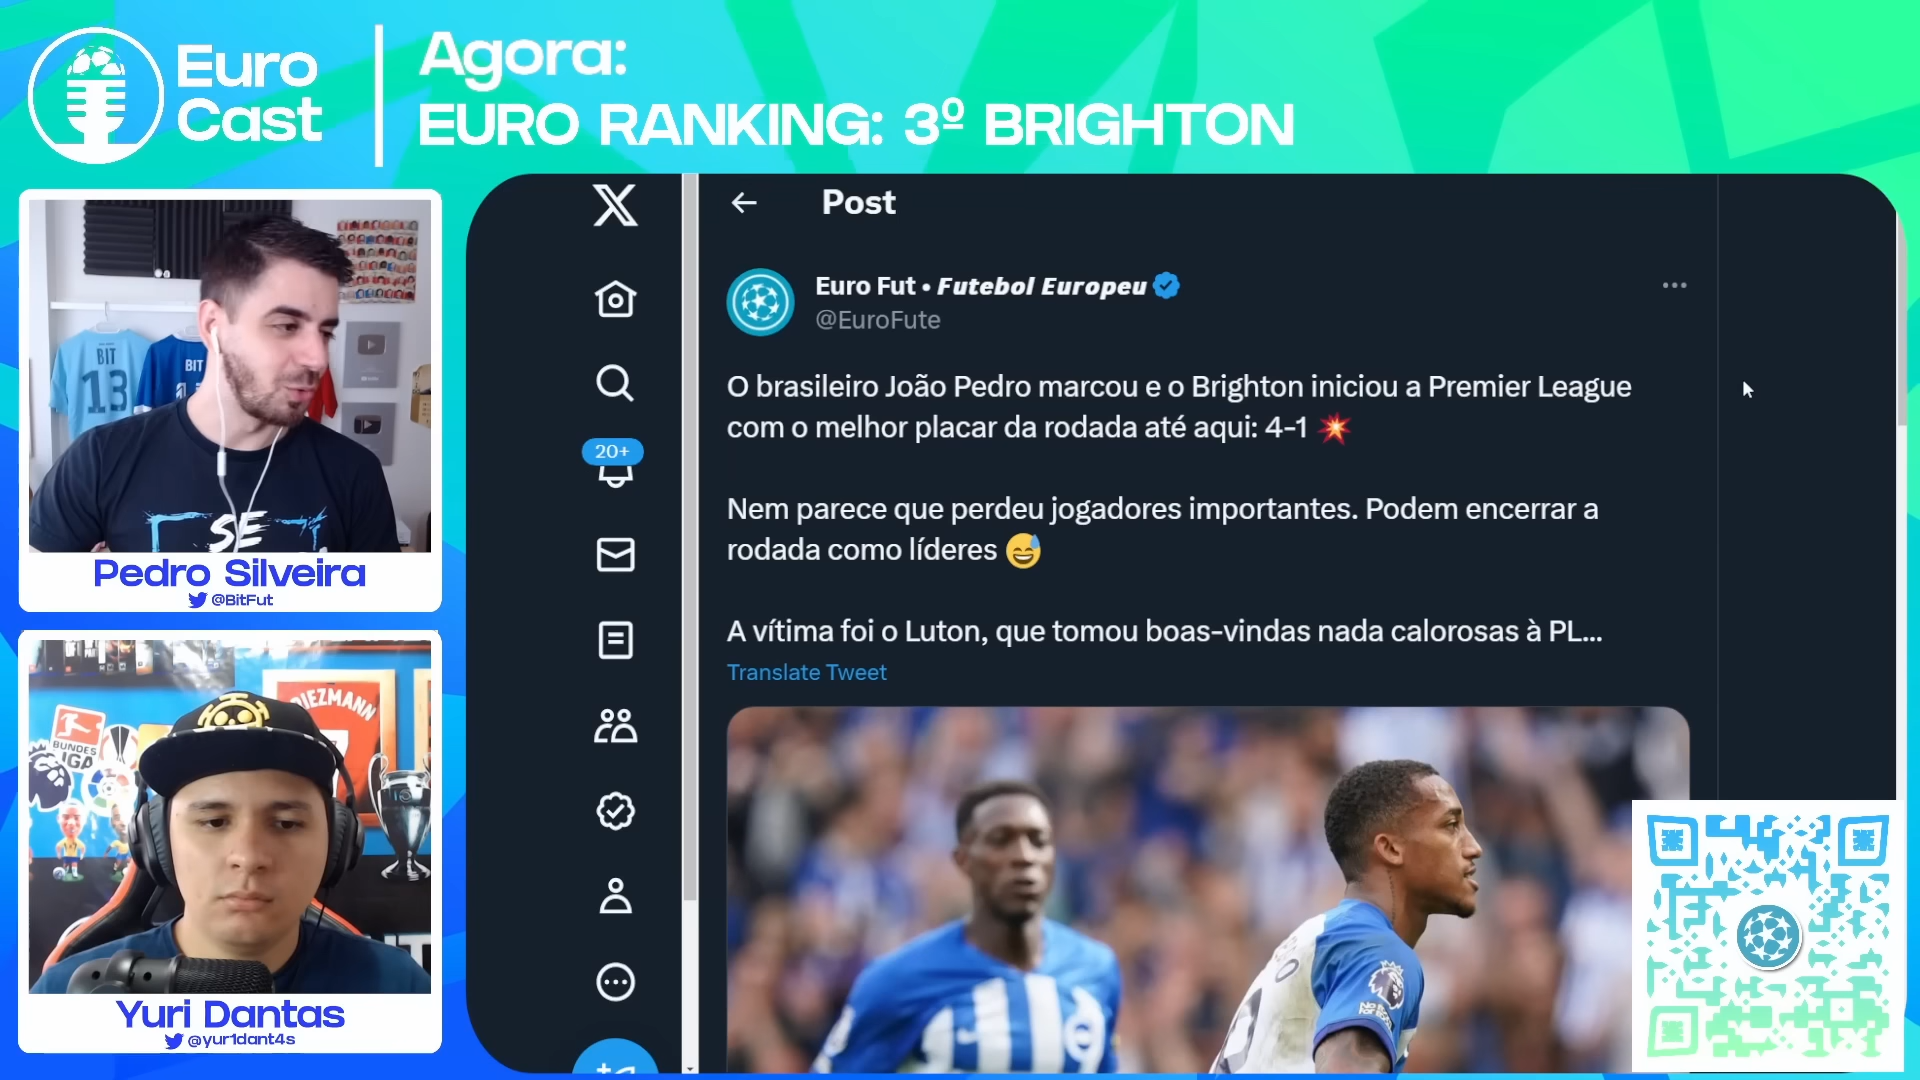 Euro
Cast
Agora:
EURO RANKING: 3º BRIGHTON
BIT
13
BIT
SE
Pedro Silveira
@BitFut
RIEZMANN
BUNDES
LIGA
Yuri Dantas
@yur1dant4s
X
20+
Post
Euro Fut • Futebol Europeu
@EuroFute
O brasileiro João Pedro marcou e o Brighton iniciou a Premier League
com o melhor placar da rodada até aqui: 4-1 💥
Nem parece que perdeu jogadores importantes. Podem encerrar a
rodada como líderes 😅
A vítima foi o Luton, que tomou boas-vindas nada calorosas à PL...
Translate Tweet